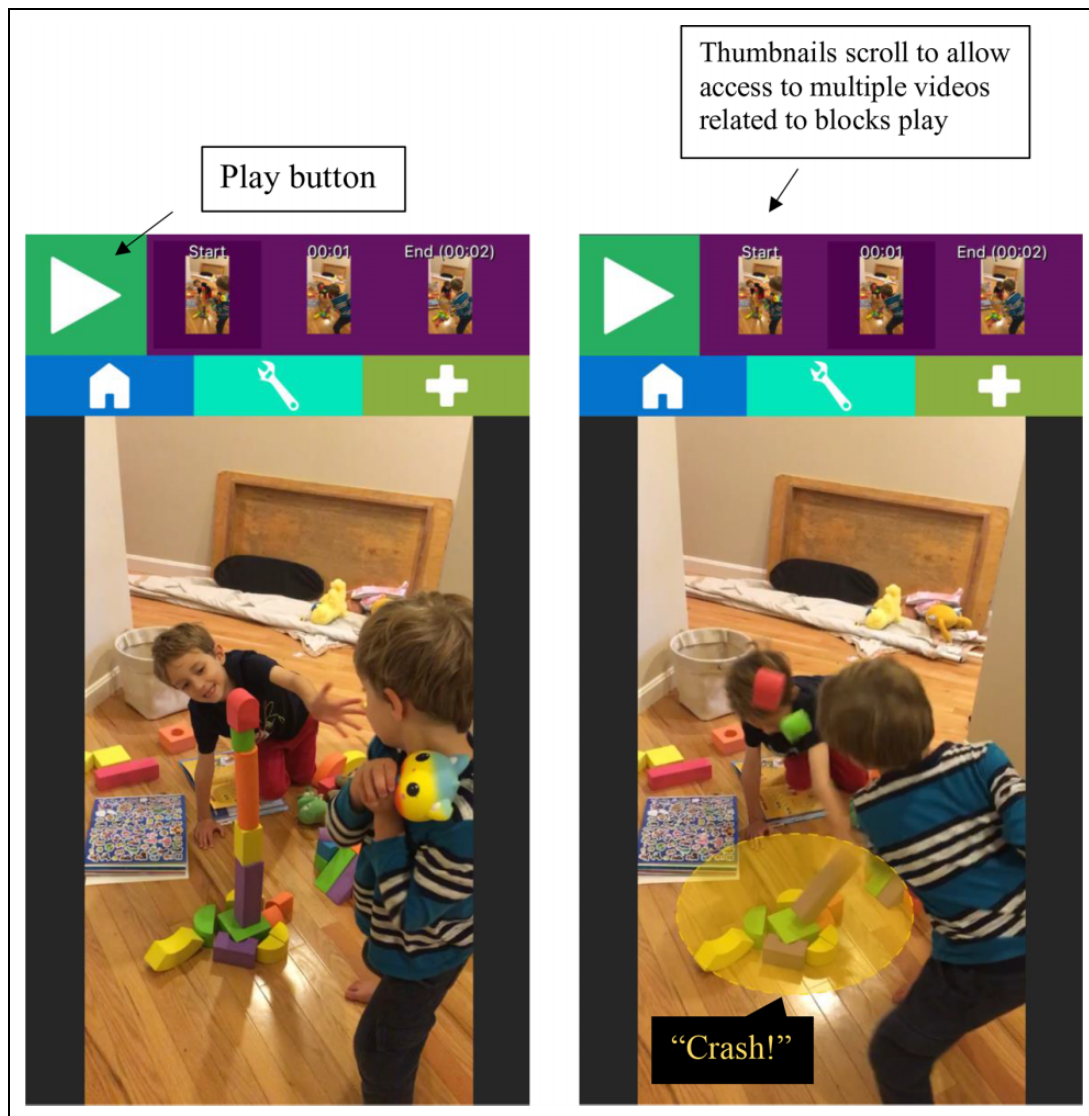 Thumbnails scroll to allow
access to multiple videos
related to blocks play
Play button
Start
00:01
End (00:02)
Start
00:01
End (00:02)
“Crash!”